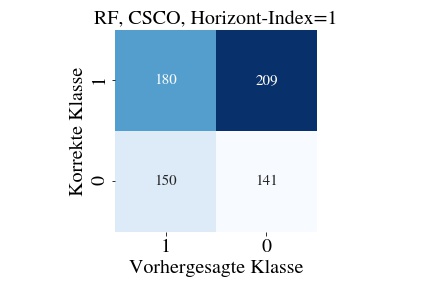 RF, CSCO, Horizont-Index=1
Korrekte Klasse
1
180
209
0
150
141
1
0
Vorhergesagte Klasse